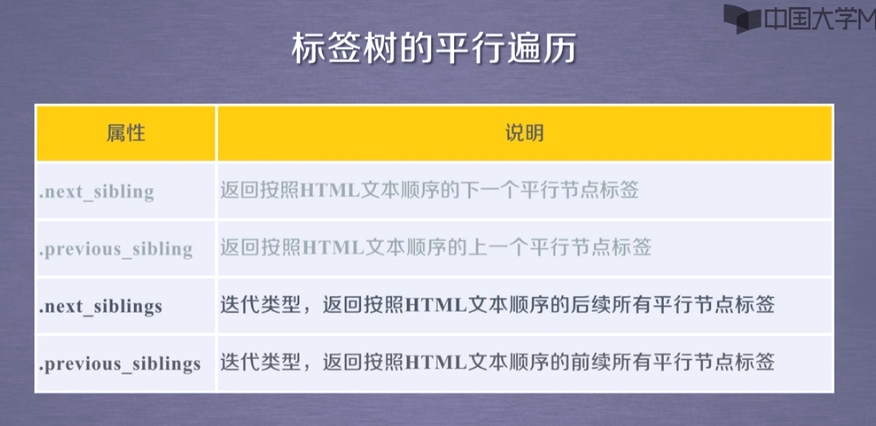 中国大学M
标签树的平行遍历
属性 说明
.next_sibling 返回按照HTML文本顺序的下一个平行节点标签
.previous_sibling 返回按照HTML文本顺序的上一个平行节点标签
.next_siblings 迭代类型，返回按照HTML文本顺序的后续所有平行节点标签
.previous_siblings 迭代类型，返回按照HTML文本顺序的前续所有平行节点标签